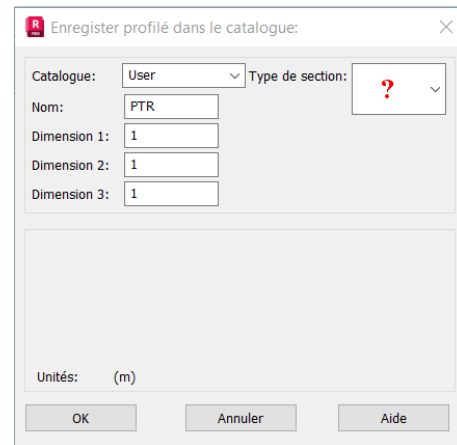 Enregister profilé dans le catalogue:
Catalogue: User Type de section: ?
Nom: PTR
Dimension 1: 1
Dimension 2: 1
Dimension 3: 1
Unités: (m)
OK Annuler Aide